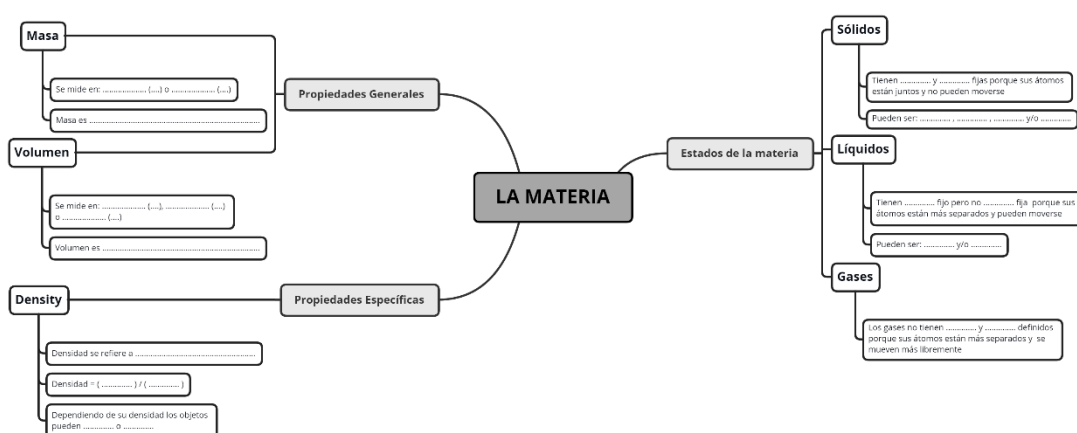 Masa
Se mide en: .................... (....) o .................... (....)
Masa es ..............................................................................
Volumen
Se mide en: .................... (....), .................... (....)
o .................... (....)
Volumen es ........................................................................
Density
Densidad se refiere a .......................................................
Densidad = ( .............. ) / ( .............. )
Dependiendo de su densidad los objetos
pueden .............. o ..............
Propiedades Generales
Propiedades Específicas
LA MATERIA
Estados de la materia
Sólidos
Tienen .............. y .............. fijas porque sus átomos
están juntos y no pueden moverse
Pueden ser: .............. , .............. , .............. y/o ..............
Líquidos
Tienen .............. fijo pero no .............. fija porque sus
átomos están más separados y pueden moverse
Pueden ser: .............. y/o ..............
Gases
Los gases no tienen .............. y .............. definidos
porque sus átomos están más separados y se
mueven más libremente